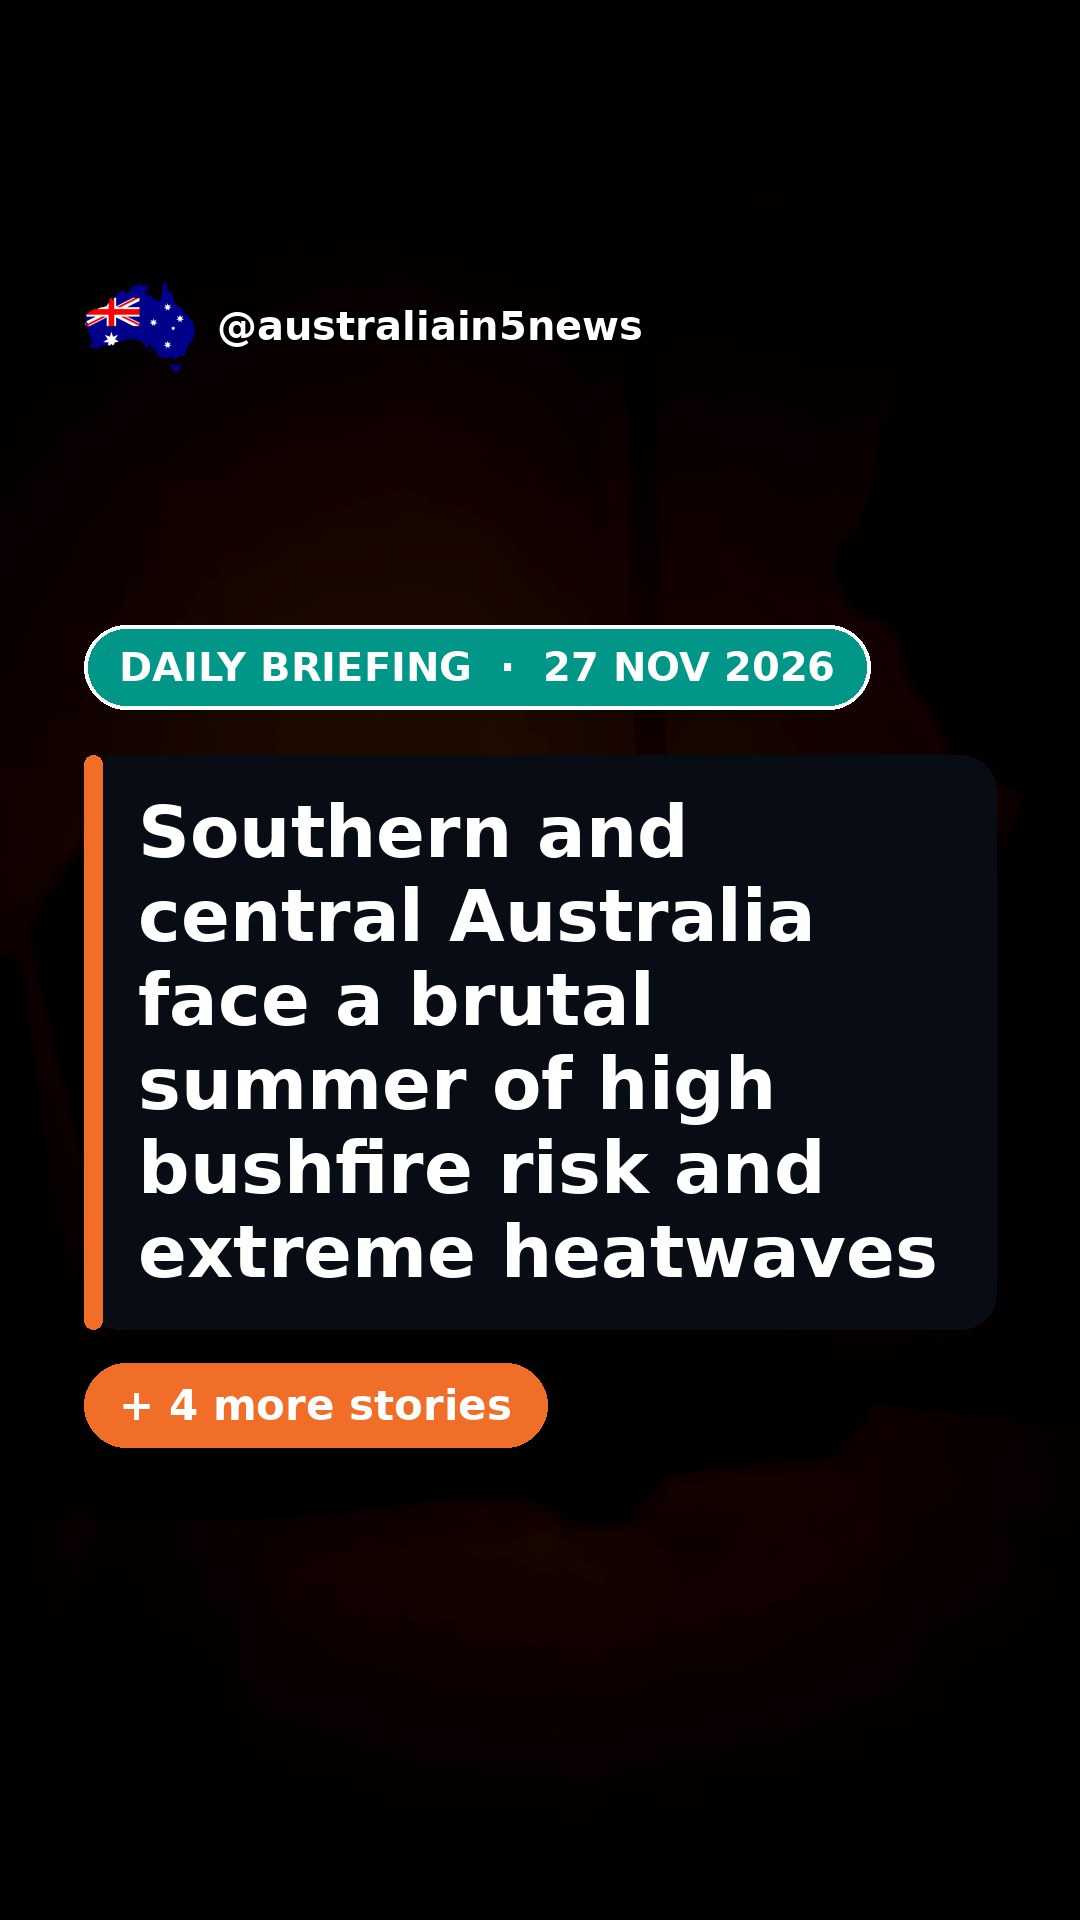 @australiain5news
DAILY BRIEFING · 27 NOV 2026
Southern and
central Australia
face a brutal
summer of high
bushfire risk and
extreme heatwaves
+ 4 more stories